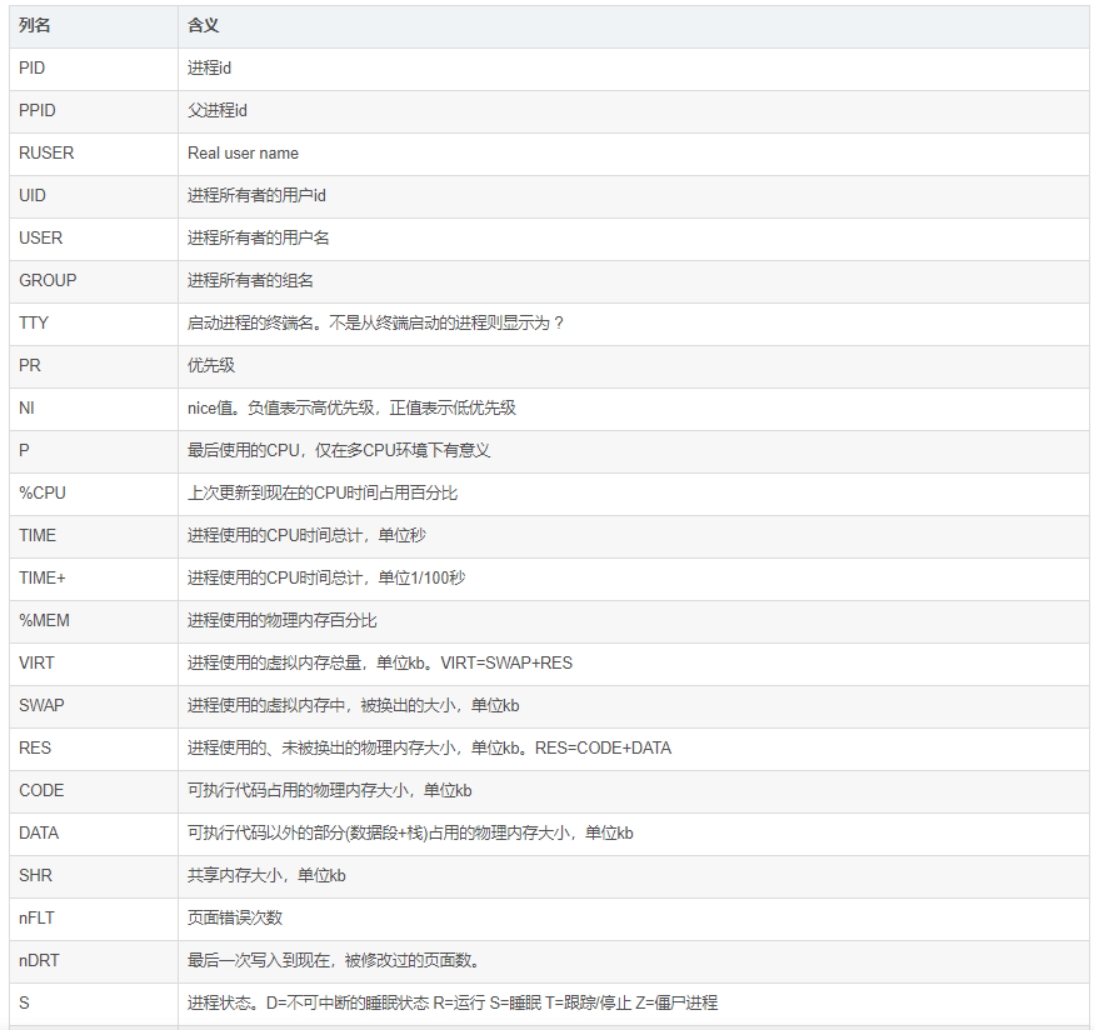 列名 含义
PID 进程id
PPID 父进程id
RUSER Real user name
UID 进程所有者的用户id
USER 进程所有者的用户名
GROUP 进程所有者的组名
TTY 启动进程的终端名。不是从终端启动的进程则显示为 ?
PR 优先级
NI nice值。负值表示高优先级，正值表示低优先级
P 最后使用的CPU，仅在多CPU环境下有意义
%CPU 上次更新到现在的CPU时间占用百分比
TIME 进程使用的CPU时间总计，单位秒
TIME+ 进程使用的CPU时间总计，单位1/100秒
%MEM 进程使用的物理内存百分比
VIRT 进程使用的虚拟内存总量，单位kb。VIRT=SWAP+RES
SWAP 进程使用的虚拟内存中，被换出的大小，单位kb
RES 进程使用的、未被换出的物理内存大小，单位kb。RES=CODE+DATA
CODE 可执行代码占用的物理内存大小，单位kb
DATA 可执行代码以外的部分(数据段+栈)占用的物理内存大小，单位kb
SHR 共享内存大小，单位kb
nFLT 页面错误次数
nDRT 最后一次写入到现在，被修改过的页面数。
S 进程状态。D=不可中断的睡眠状态 R=运行 S=睡眠 T=跟踪/停止 Z=僵尸进程